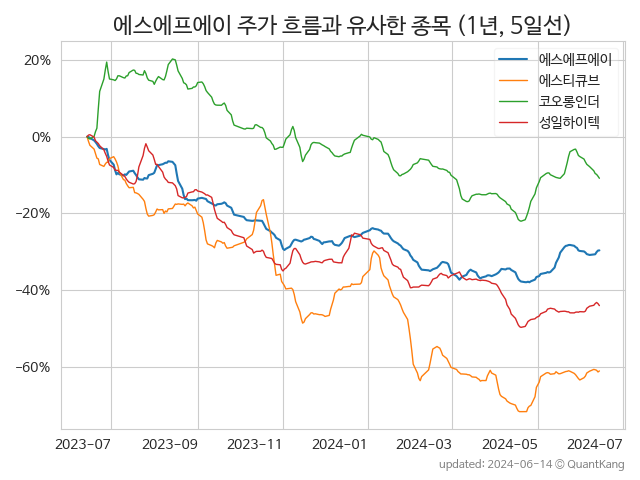 에스에프에이 주가 흐름과 유사한 종목 (1년, 5일선)
에스에프에이
에스티큐브
코오롱인더
성일하이텍
20%
0%
−20%
−40%
−60%
2023-07 2023-09 2023-11 2024-01 2024-03 2024-05 2024-07
updated: 2024-06-14 © QuantKang